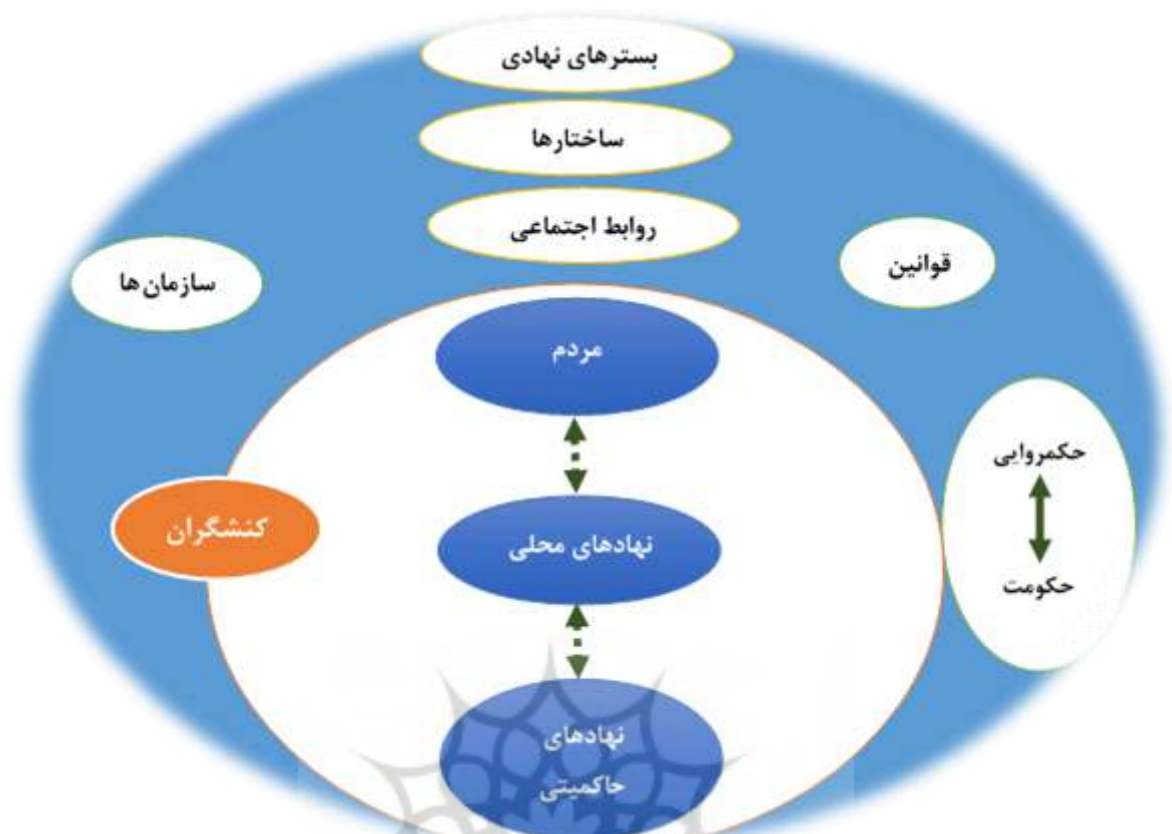 بسترهای نهادی
ساختارها
روابط اجتماعی
قوانین
سازمان‌ها
مردم
حکمروایی
حکومت
کنشگران
نهادهای محلی
نهادهای
حاکمیتی